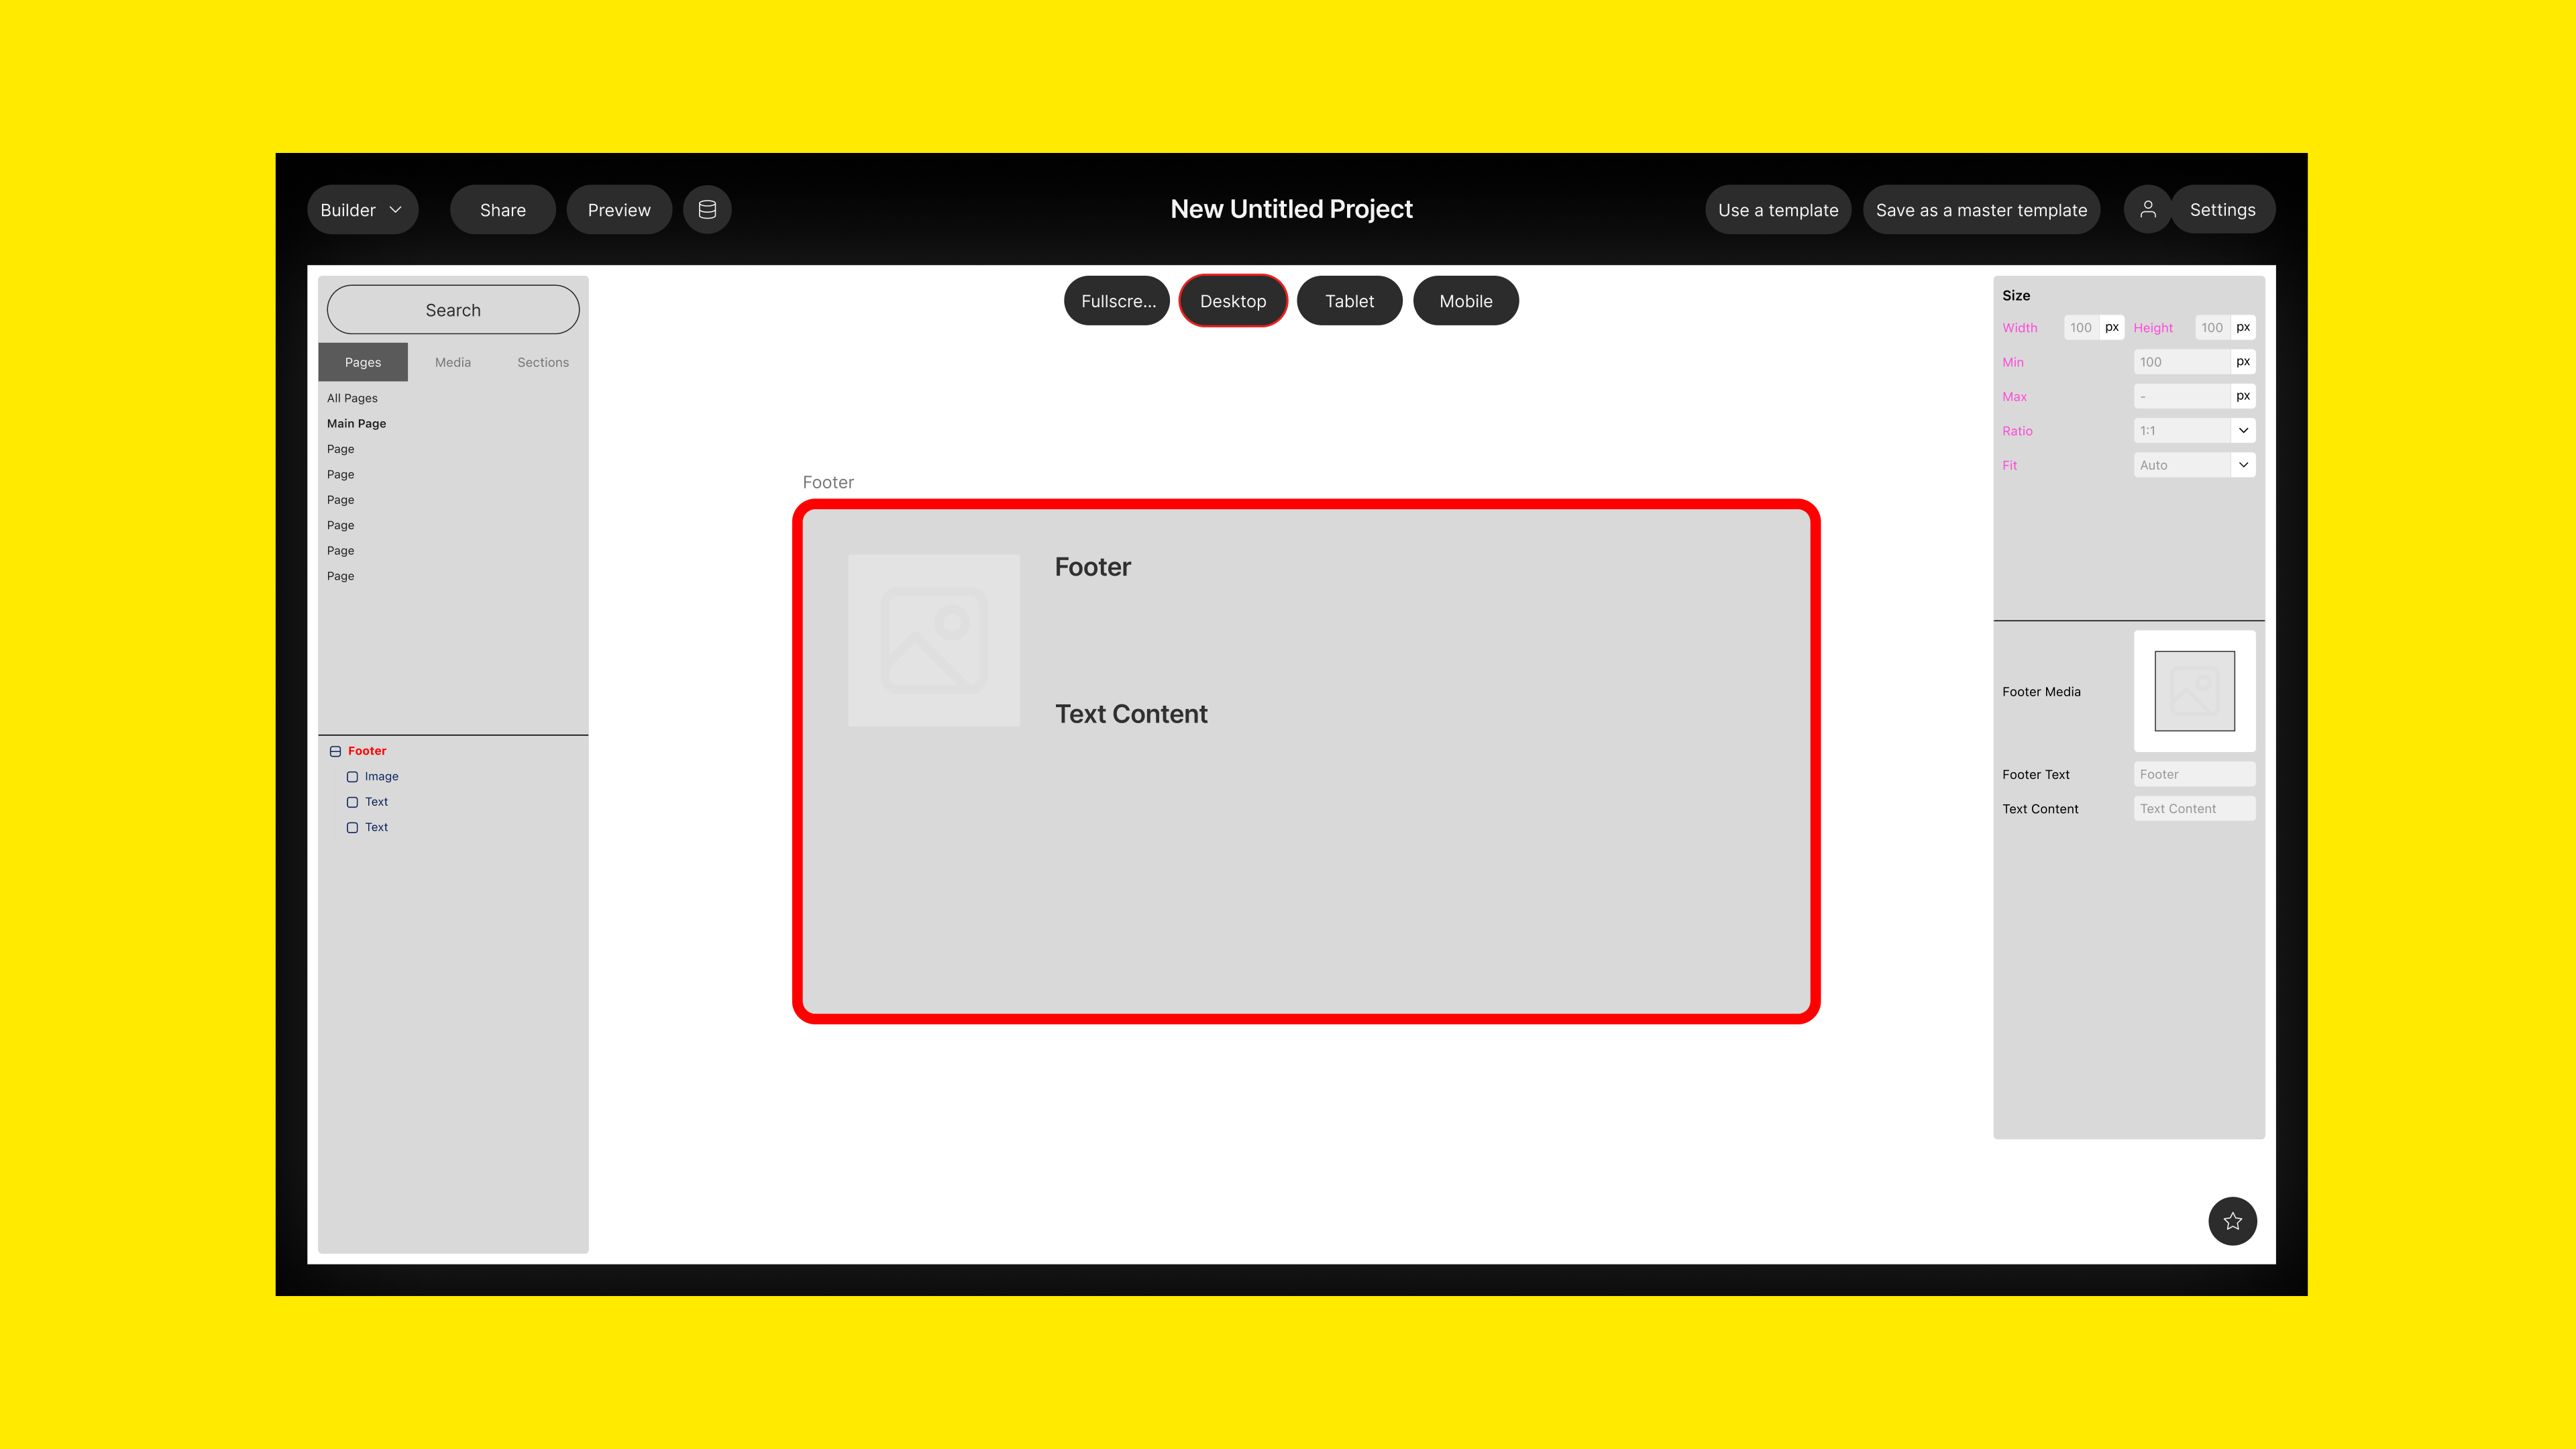 Builder
Share
Preview
New Untitled Project
Use a template
Save as a master template
Settings
Search
Pages
Media
Sections
All Pages
Main Page
Page
Page
Page
Page
Page
Page
Footer
Image
Text
Text
Fullscre...
Desktop
Tablet
Mobile
Footer
Footer
Text Content
Size
Width 100 px Height 100 px
Min 100 px
Max - px
Ratio 1:1
Fit Auto
Footer Media
Footer Text Footer
Text Content Text Content